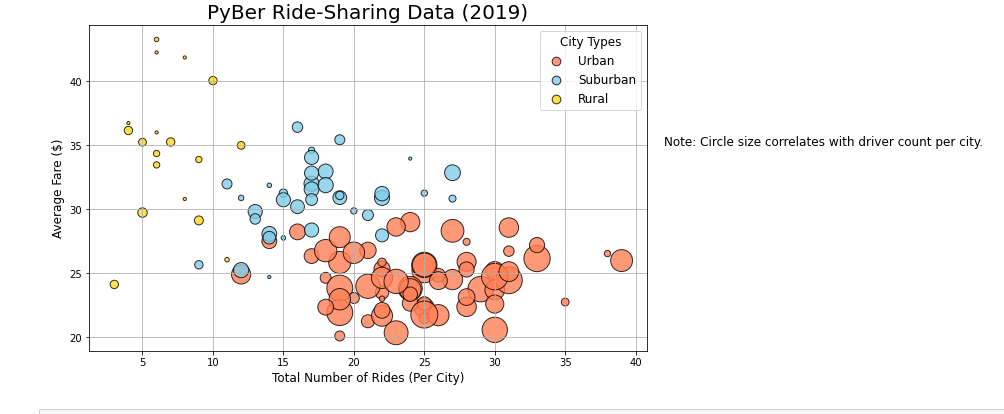 PyBer Ride-Sharing Data (2019)
City Types
Urban
Suburban
Rural
Note: Circle size correlates with driver count per city.
Average Fare ($)
40
35
30
25
20
5 10 15 20 25 30 35 40
Total Number of Rides (Per City)